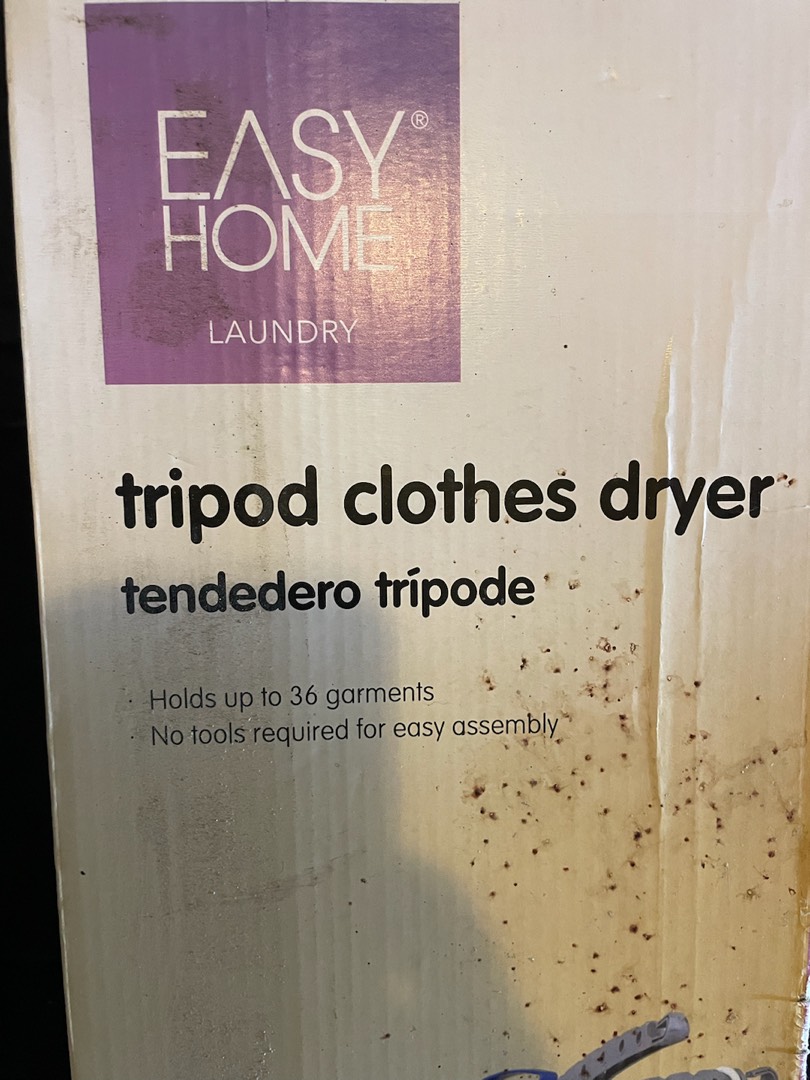 EASY®
HOME
LAUNDRY
tripod clothes dryer
tendedero trípode
· Holds up to 36 garments
· No tools required for easy assembly